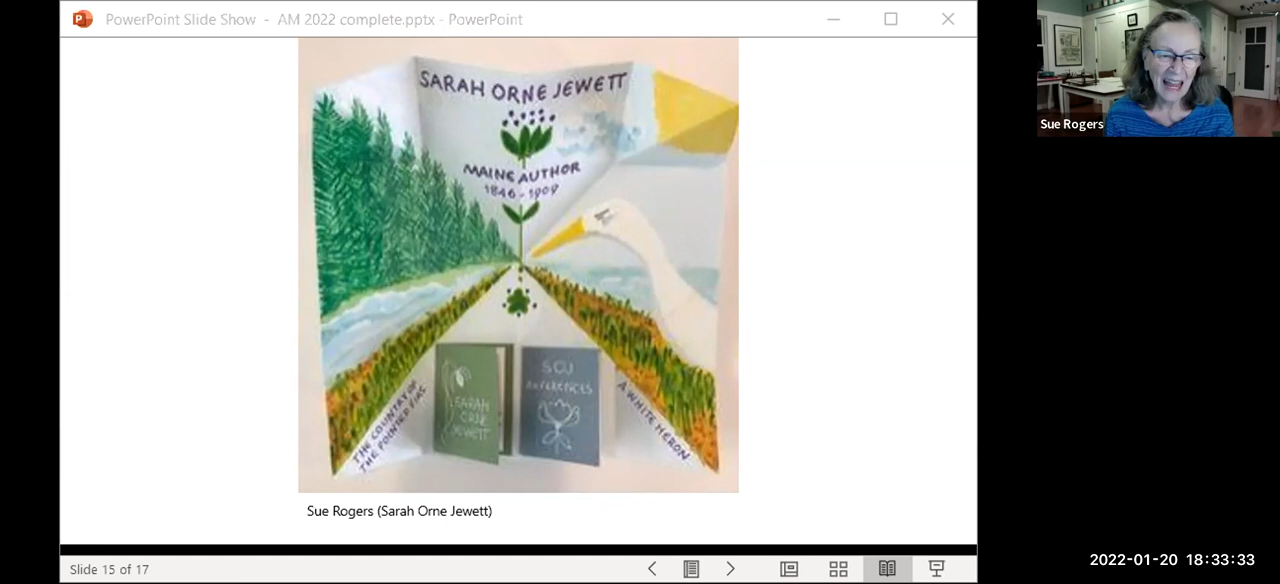 PowerPoint Slide Show - AM 2022 complete.pptx - PowerPoint
SARAH ORNE JEWETT
MAINE AUTHOR
1846-1909
THE COUNTRY OF
THE POINTED FIRS
SARAH
ORNE
JEWETT
SOJ
REFERENCES
A WHITE HERON
Sue Rogers (Sarah Orne Jewett)
Slide 15 of 17
Sue Rogers
2022-01-20 18:33:33